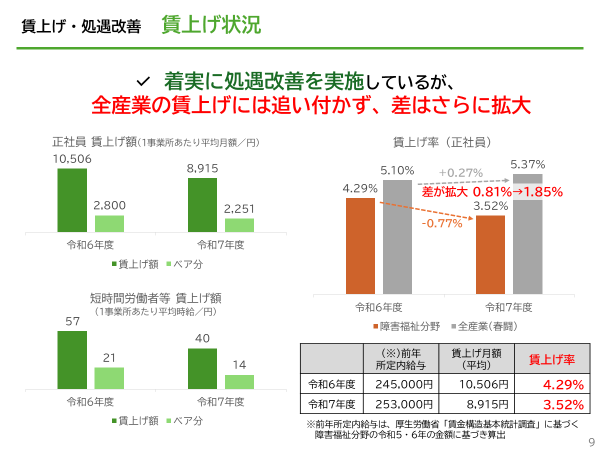 賃上げ・処遇改善 賃上げ状況
✓ 着実に処遇改善を実施しているが、
全産業の賃上げには追い付かず、差はさらに拡大
正社員 賃上げ額(1事業所あたり平均月額／円)
10,506
2,800
8,915
2,251
令和6年度
令和7年度
賃上げ額
ベア分
短時間労働者等 賃上げ額
(1事業所あたり平均時給／円)
57
21
40
14
令和6年度
令和7年度
賃上げ額
ベア分
賃上げ率（正社員）
4.29%
5.10%
+0.27%
5.37%
差が拡大 0.81%→1.85%
3.52%
-0.77%
令和6年度
令和7年度
障害福祉分野
全産業(春闘)
(※)前年
所定内給与
賃上げ月額
(平均)
賃上げ率
令和6年度 245,000円 10,506円 4.29%
令和7年度 253,000円 8,915円 3.52%
※前年所定内給与は、厚生労働省「賃金構造基本統計調査」に基づく
障害福祉分野の令和5・6年の金額に基づき算出
9